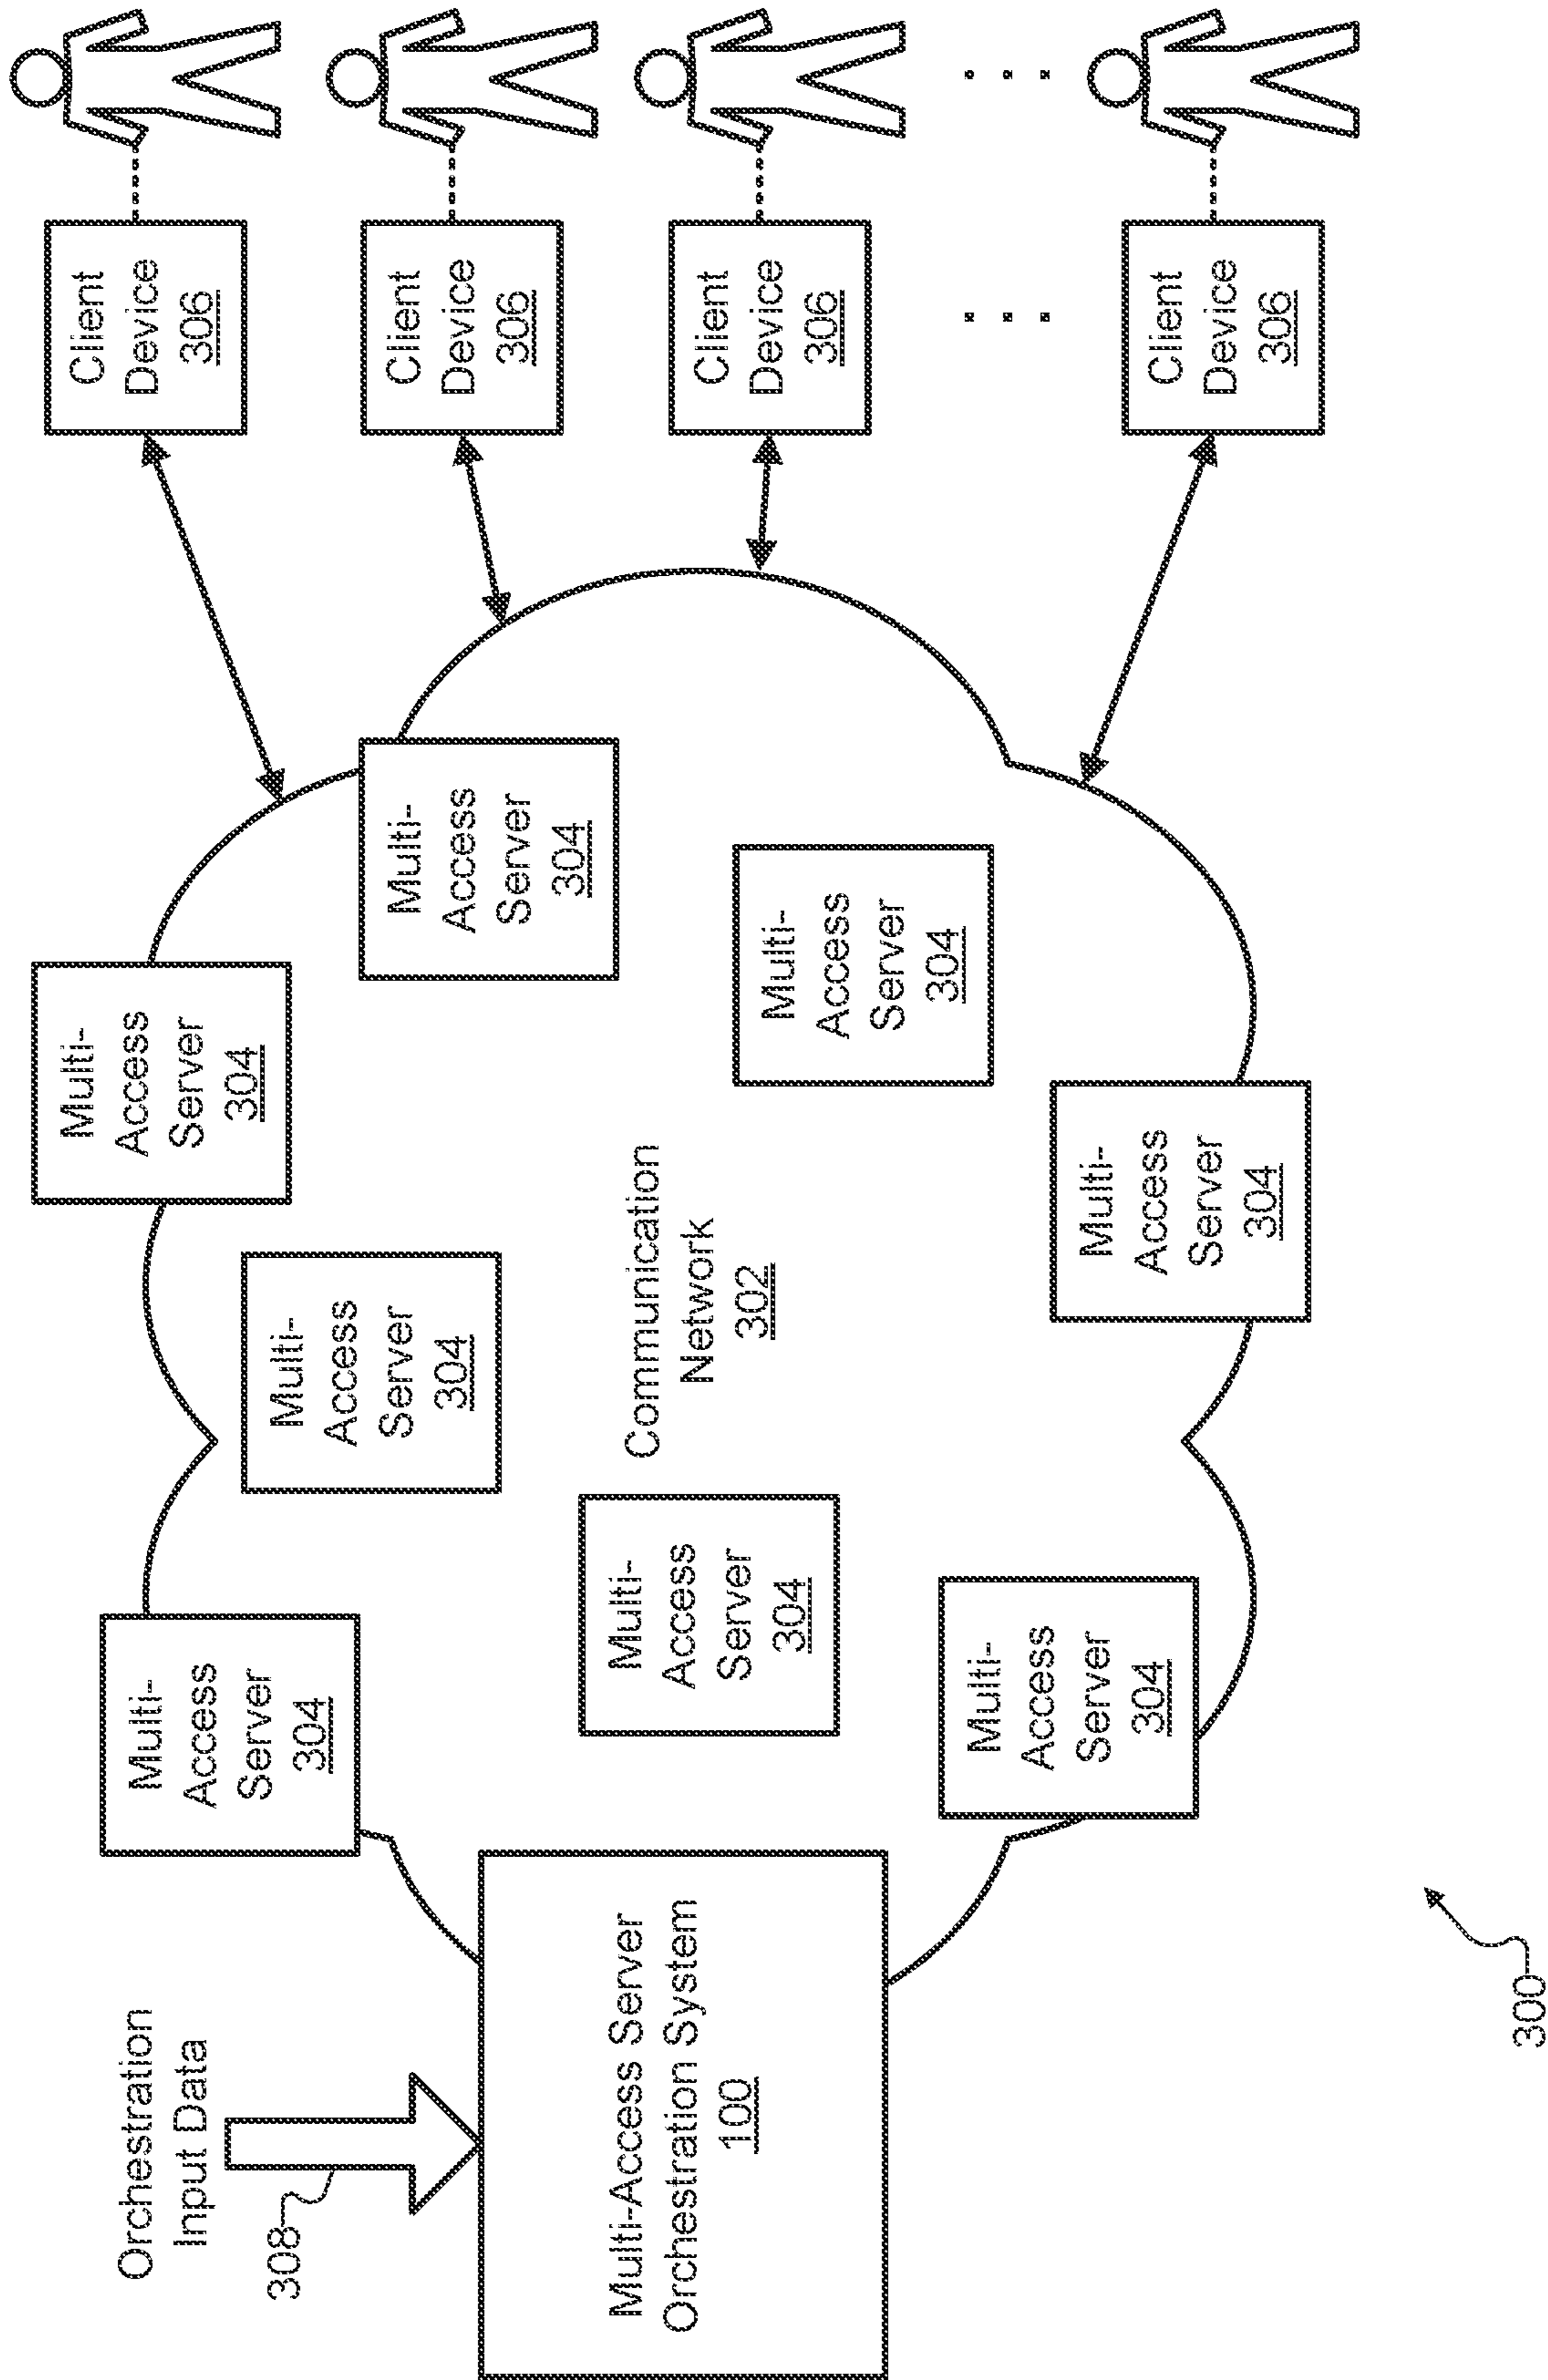 Orchestration
Input Data
308
Multi-Access Server
Orchestration System
100
Multi-
Access
Server
304
Multi-
Access
Server
304
Multi-
Access
Server
304
Multi-
Access
Server
304
Multi-
Access
Server
304
Communication
Network
302
Multi-
Access
Server
304
Multi-
Access
Server
304
Multi-
Access
Server
304
Client
Device
306
Client
Device
306
Client
Device
306
Client
Device
306
300